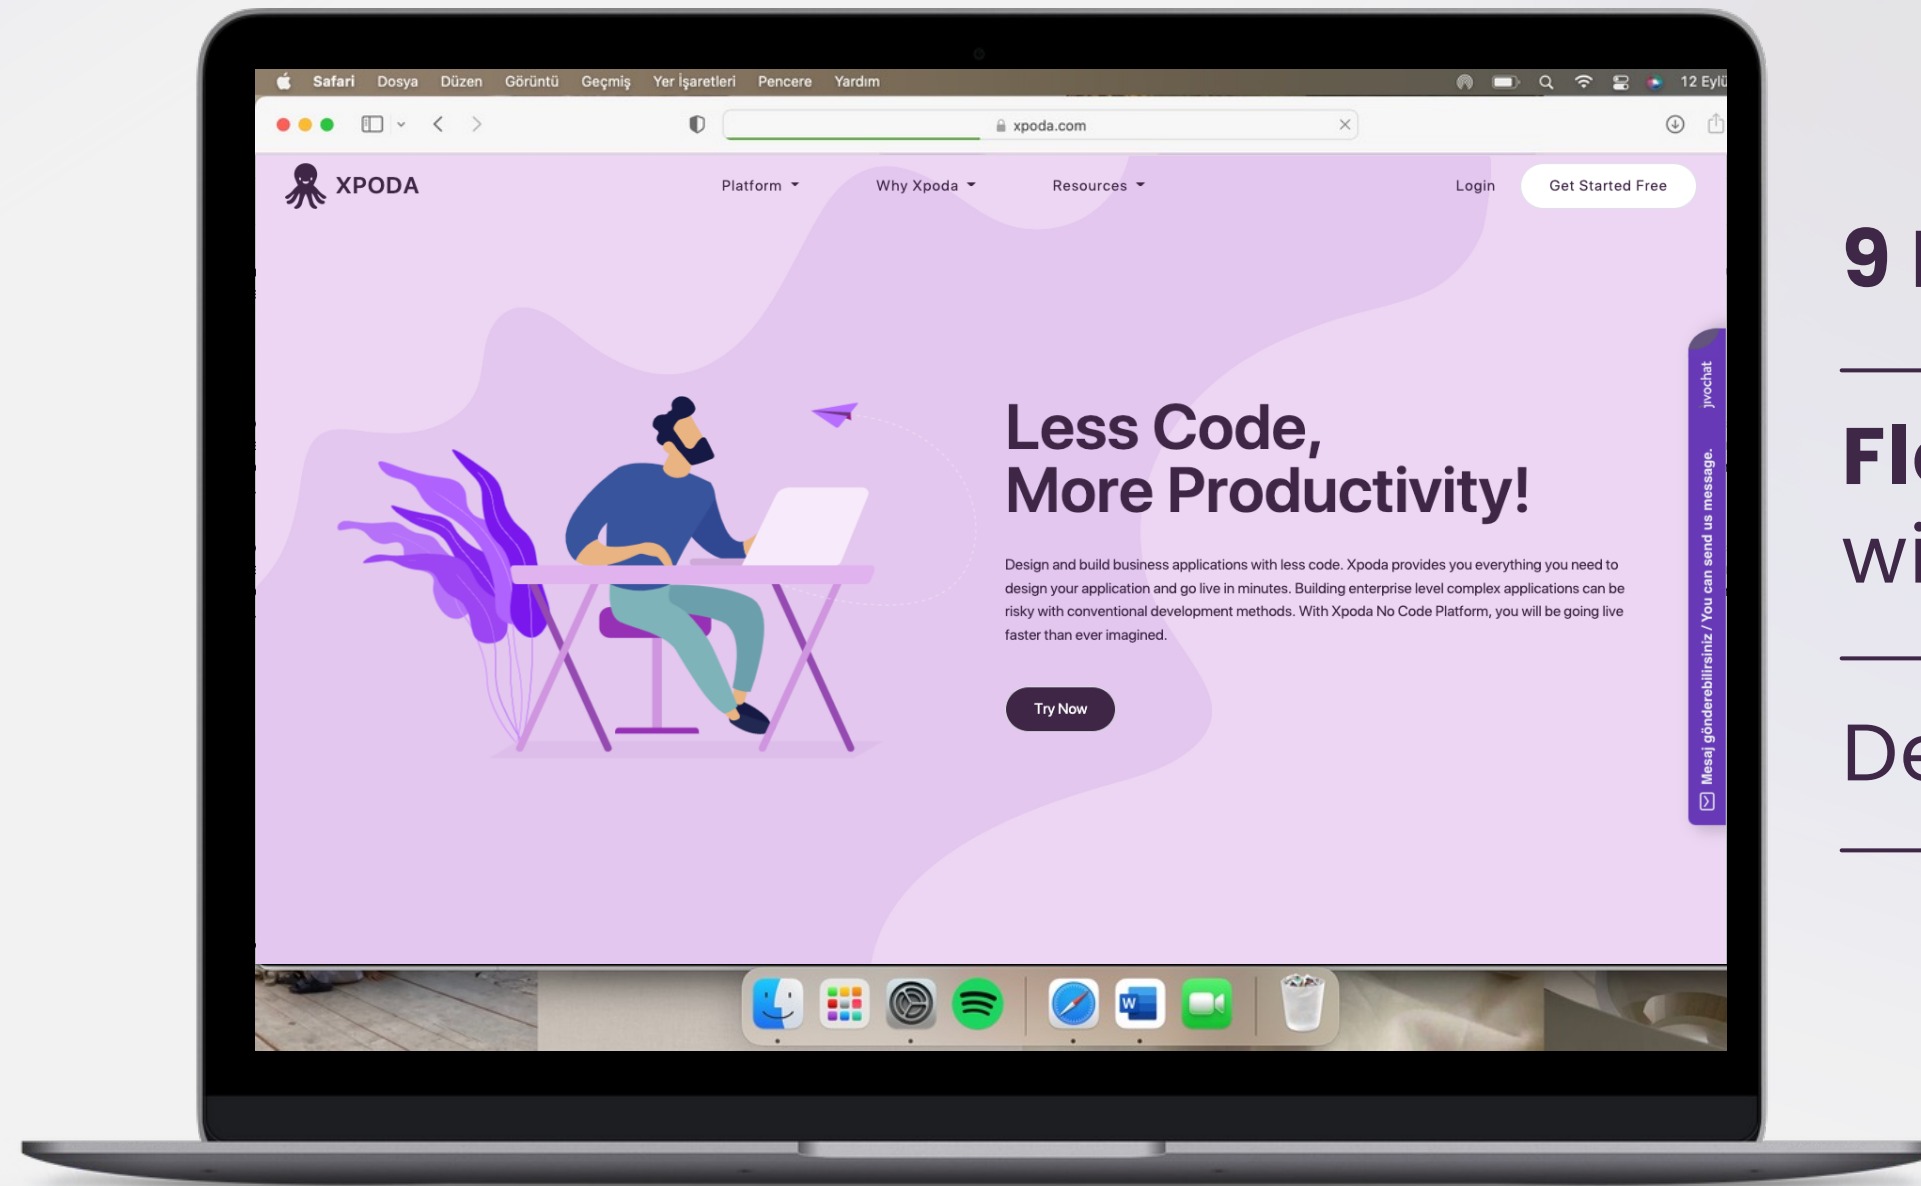 Safari Dosya Düzen Görüntü Geçmiş Yer İşaretleri Pencere Yardım 12 Eylü
xpoda.com
XPODA Platform Why Xpoda Resources Login Get Started Free
Less Code,
More Productivity!
Design and build business applications with less code. Xpoda provides you everything you need to
design your application and go live in minutes. Building enterprise level complex applications can be
risky with conventional development methods. With Xpoda No Code Platform, you will be going live
faster than ever imagined.
Try Now
Mesaj gönderebilirsiniz / You can send us message. jivochat
W
9
wi
De